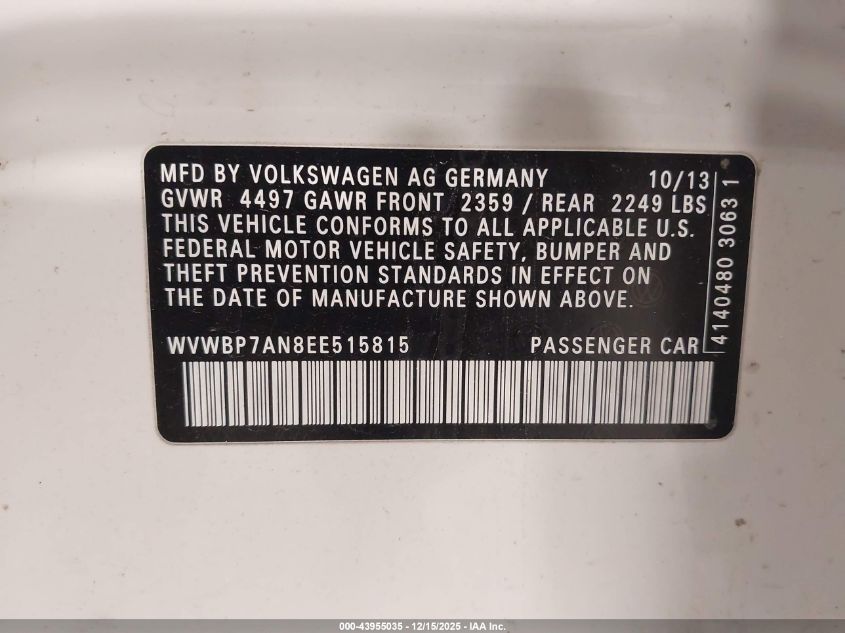 MFD BY VOLKSWAGEN AG GERMANY 10/13
GVWR 4497 GAWR FRONT 2359 / REAR 2249 LBS
THIS VEHICLE CONFORMS TO ALL APPLICABLE U.S.
FEDERAL MOTOR VEHICLE SAFETY, BUMPER AND
THEFT PREVENTION STANDARDS IN EFFECT ON
THE DATE OF MANUFACTURE SHOWN ABOVE.
WVWBP7AN8EE515815 PASSENGER CAR
4140480 3063 1
000-43955035 - 12/15/2025 - IAA Inc.